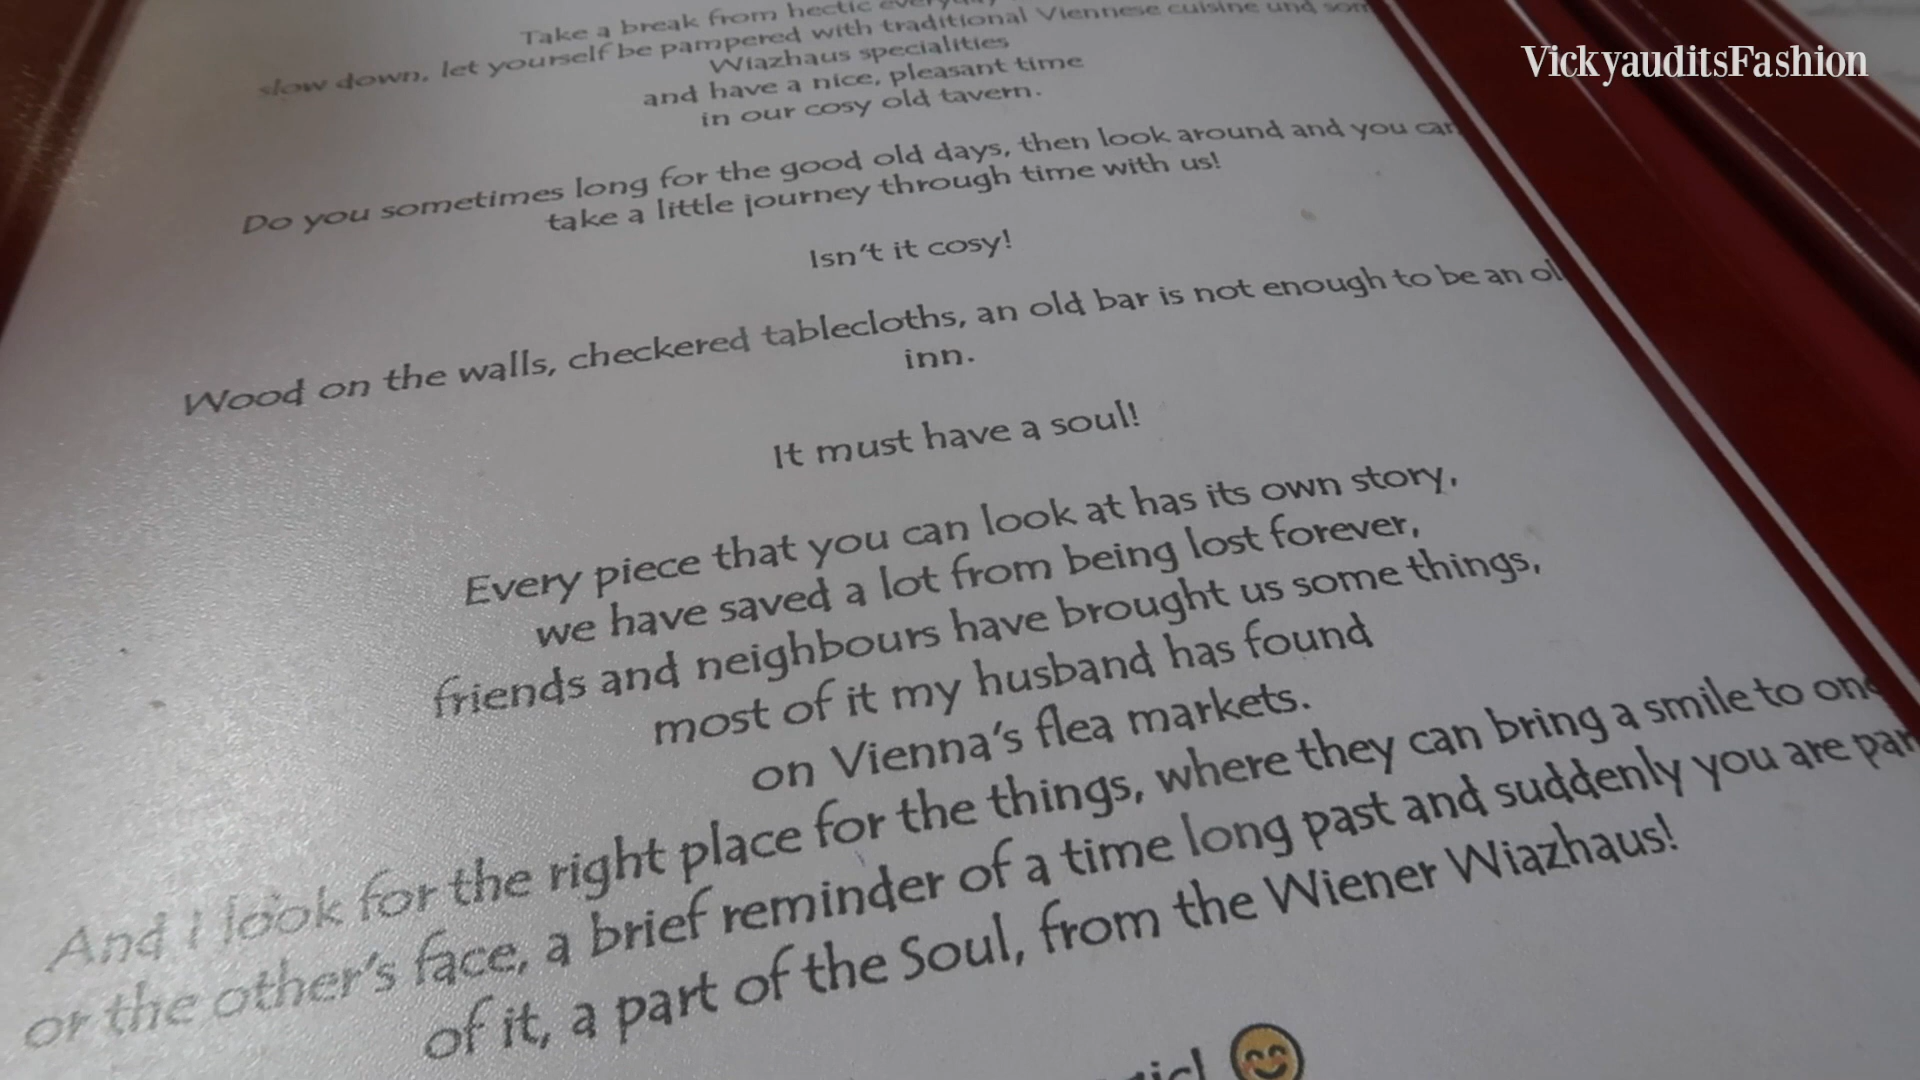 VickyauditsFashion
Take a break from hectic
slow down, let yourself be pampered with traditional Viennese cuisine und
Wiazhaus specialities
and have a nice, pleasant time
in our cosy old tavern.
Do you sometimes long for the good old days, then look around and you can
take a little journey through time with us!
Isn't it cosy!
Wood on the walls, checkered tablecloths, an old bar is not enough to be an
inn.
It must have a soul!
Every piece that you can look at has its own story,
we have saved a lot from being lost forever,
friends and neighbours have brought us some things,
most of it my husband has found
on Vienna's flea markets.
And I look for the right place for the things, where they can bring a smile to one
or the other's face, a brief reminder of a time long past and suddenly you are
of it, a part of the Soul, from the Wiener Wiazhaus!